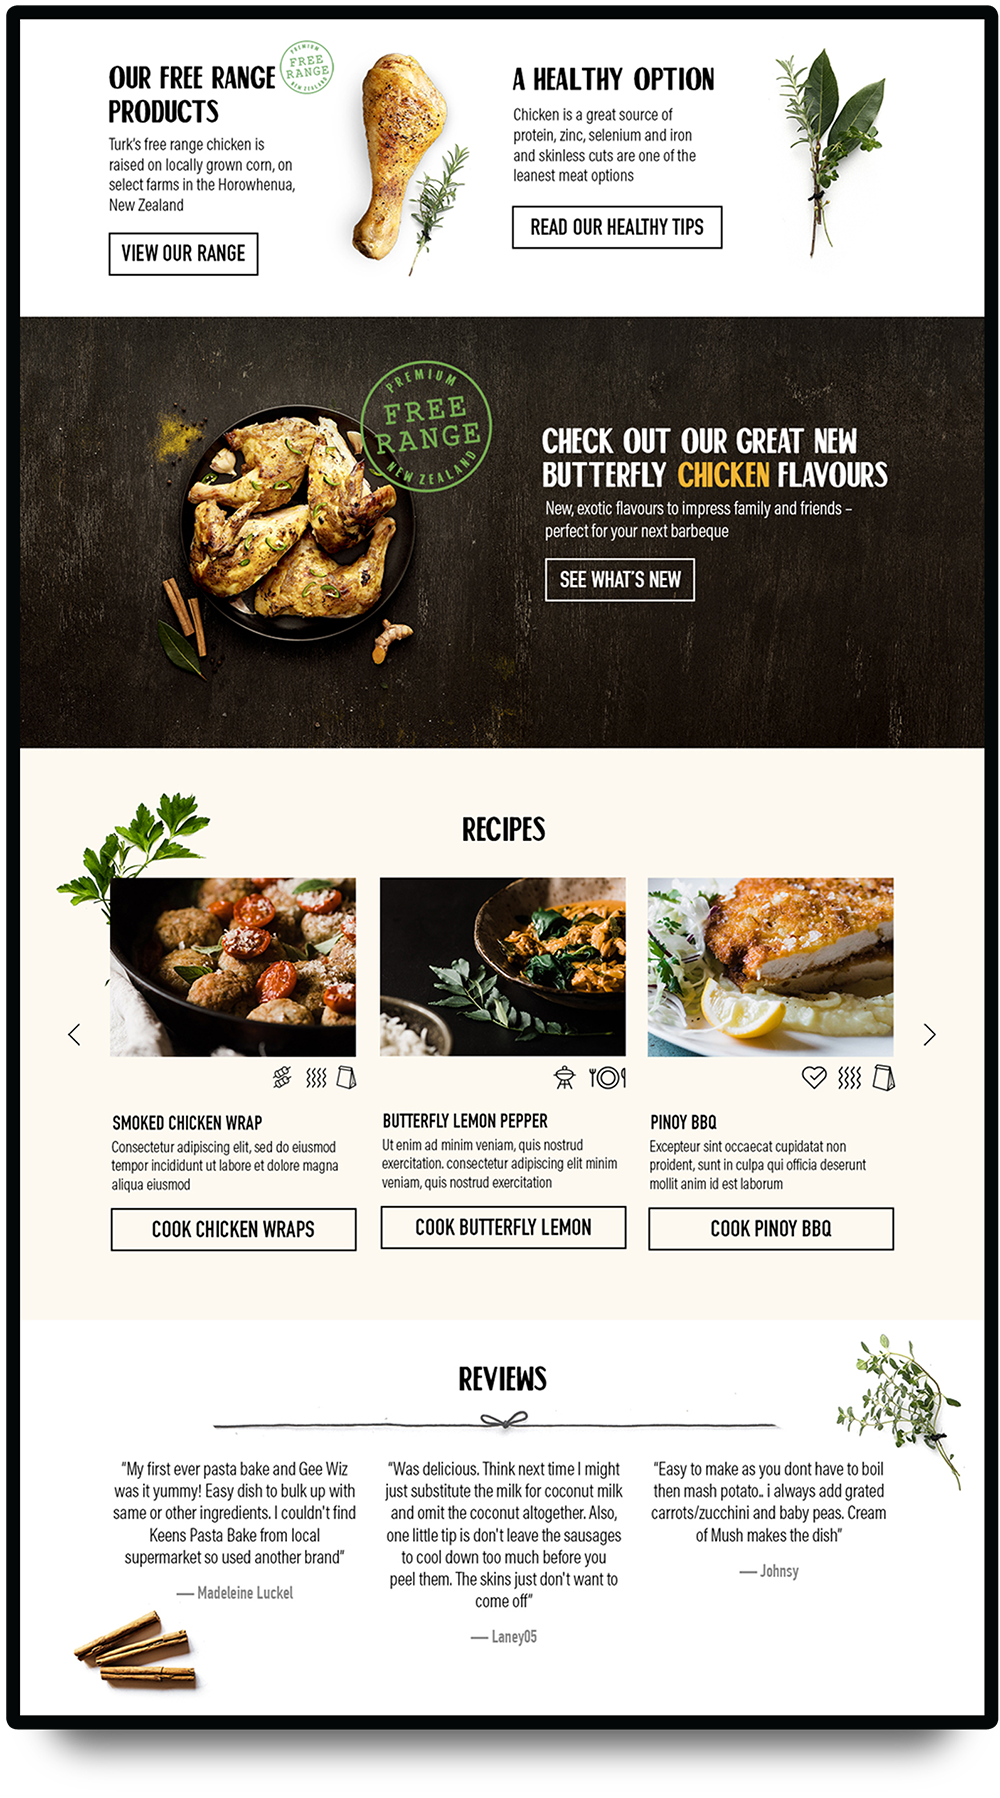 OUR FREE RANGE
PRODUCTS
PREMIUM
FREE
RANGE
NEW ZEALAND
Turk's free range chicken is
raised on locally grown corn, on
select farms in the Horowhenua,
New Zealand
VIEW OUR RANGE
A HEALTHY OPTION
Chicken is a great source of
protein, zinc, selenium and iron
and skinless cuts are one of the
leanest meat options
READ OUR HEALTHY TIPS
PREMIUM
FREE
RANGE
NEW ZEALAND
CHECK OUT OUR GREAT NEW
BUTTERFLY CHICKEN FLAVOURS
New, exotic flavours to impress family and friends –
perfect for your next barbeque
SEE WHAT'S NEW
RECIPES
SMOKED CHICKEN WRAP
Consectetur adipiscing elit, sed do eiusmod
tempor incididunt ut labore et dolore magna
aliqua eiusmod
COOK CHICKEN WRAPS
BUTTERFLY LEMON PEPPER
Ut enim ad minim veniam, quis nostrud
exercitation. consectetur adipiscing elit minim
veniam, quis nostrud exercitation
COOK BUTTERFLY LEMON
PINOY BBQ
Excepteur sint occaecat cupidatat non
proident, sunt in culpa qui officia deserunt
mollit anim id est laborum
COOK PINOY BBQ
REVIEWS
"My first ever pasta bake and Gee Wiz
was it yummy! Easy dish to bulk up with
same or other ingredients. I couldn't find
Keens Pasta Bake from local
supermarket so used another brand"
— Madeleine Luckel
"Was delicious. Think next time I might
just substitute the milk for coconut milk
and omit the coconut altogether. Also,
one little tip is don't leave the sausages
to cool down too much before you
peel them. The skins just don't want to
come off"
— Laney05
"Easy to make as you dont have to boil
then mash potato.. i always add grated
carrots/zucchini and baby peas. Cream
of Mush makes the dish"
— Johnsy